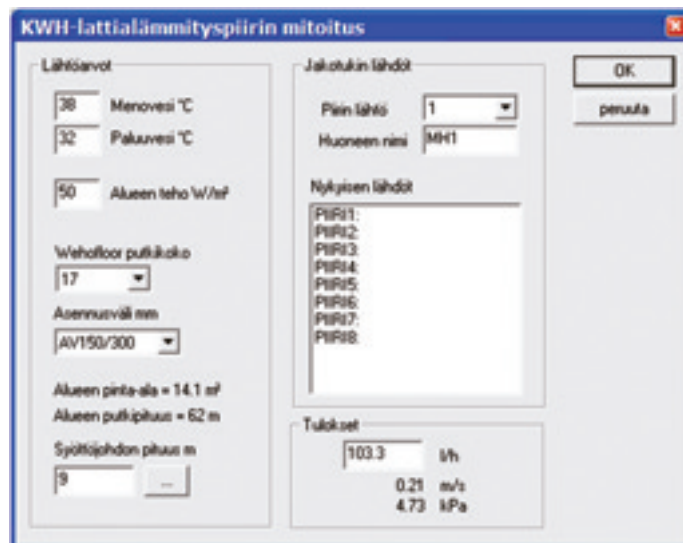 KWH-lattialämmityspiirin mitoitus
Lähtöarvot
38 Menovesi °C
32 Paluuvesi °C
50 Alueen teho W/m²
Wehofloor putkikoko
17
Asennusväli mm
AV150/300
Alueen pinta-ala = 14.1 m²
Alueen putkipituus = 62 m
Syöttöjohdon pituus m
9 ...
Jakotukin lähdöt
Piirin lähtö 1
Huoneen nimi MH1
Nykyisen lähdöt
PIIRI1:
PIIRI2:
PIIRI3:
PIIRI4:
PIIRI5:
PIIRI6:
PIIRI7:
PIIRI8:
Tulokset
103.3 l/h
0.21 m/s
4.73 kPa
OK
peruuta